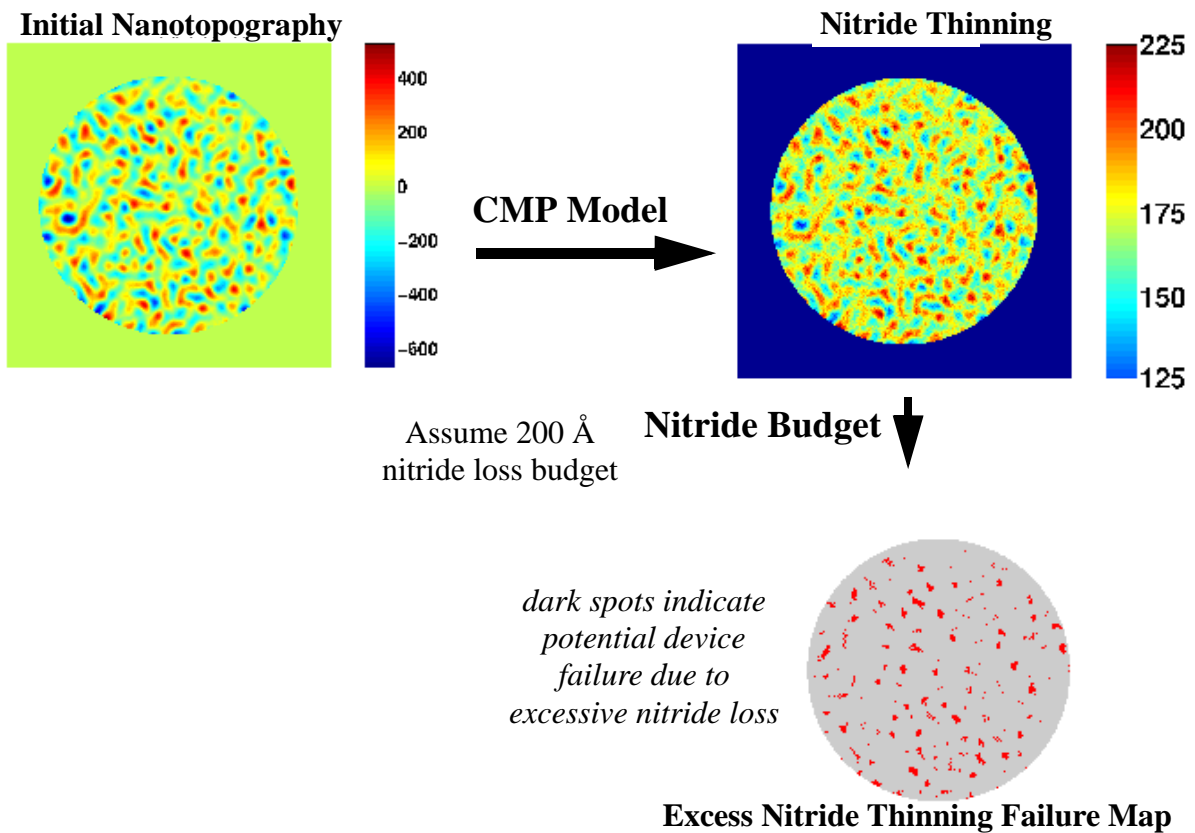 Initial Nanotopography
400
200
0
-200
-400
-600
CMP Model
Nitride Thinning
225
200
175
150
125
Assume 200 Å
nitride loss budget
Nitride Budget
dark spots indicate
potential device
failure due to
excessive nitride loss
Excess Nitride Thinning Failure Map